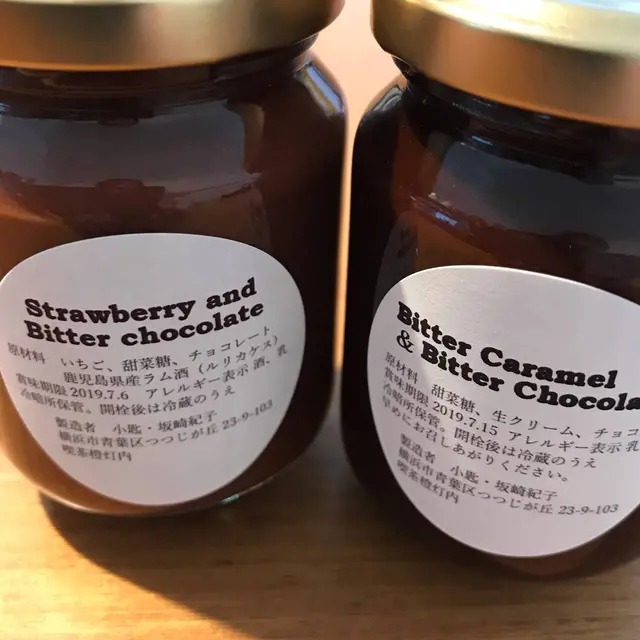 Strawberry and
Bitter chocolate
原材料 いちご、甜菜糖、チョコレート
鹿児島県産ラム酒（ルリカケス）
賞味期限 2019.7.6 アレルギー表示 酒、乳
冷暗所保管。開栓後は冷蔵のうえ
製造者 小匙・坂崎紀子
横浜市青葉区つつじが丘 23-9-103
喫茶橙灯内
Bitter Caramel
& Bitter Chocola
原材料 甜菜糖、生クリーム、チョコ
賞味期限 2019.7.15 アレルギー表示 乳
冷暗所保管。開栓後は冷蔵のうえ
早めにお召しあがりください。
製造者 小匙・坂崎紀子
横浜市青葉区つつじが丘 23-9-103
喫茶橙灯内